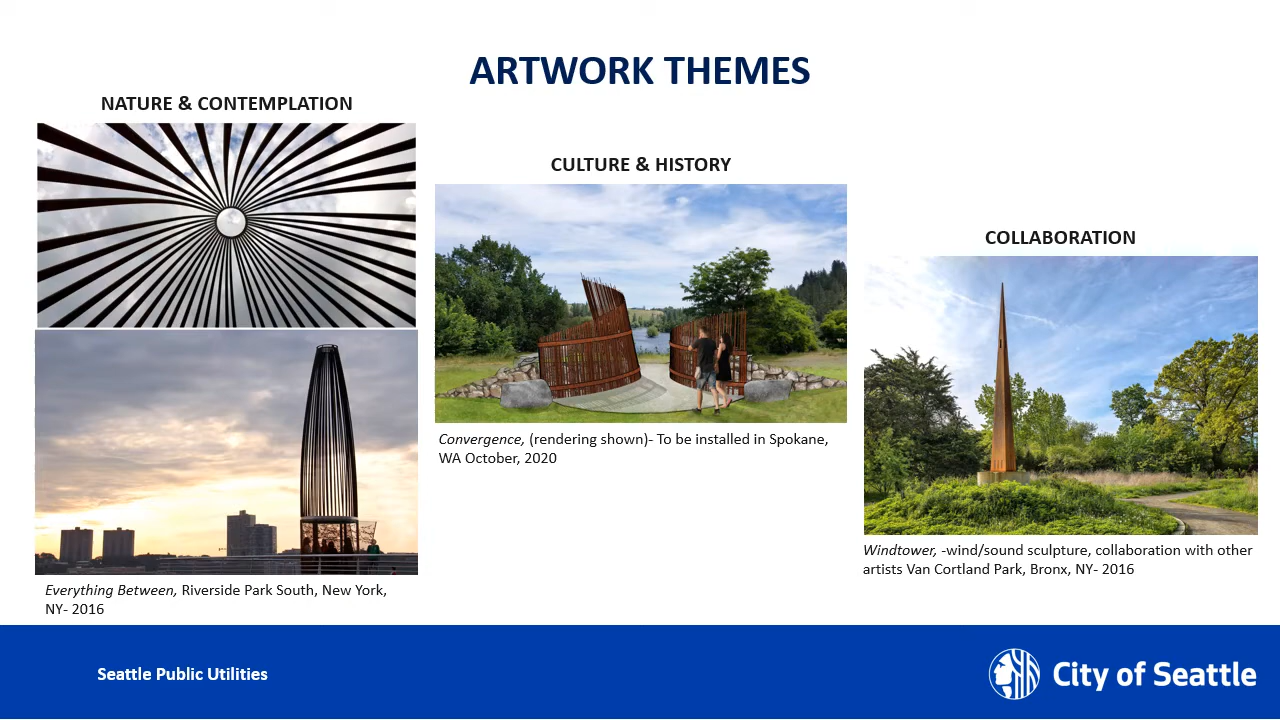 ARTWORK THEMES
NATURE & CONTEMPLATION
CULTURE & HISTORY
COLLABORATION
Convergence, (rendering shown)- To be installed in Spokane,
WA October, 2020
Windtower, -wind/sound sculpture, collaboration with other
artists Van Cortland Park, Bronx, NY- 2016
Everything Between, Riverside Park South, New York,
NY- 2016
Seattle Public Utilities
City of Seattle